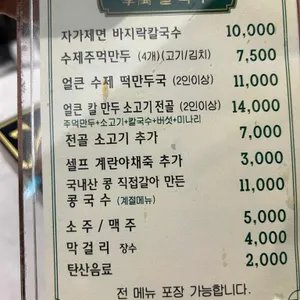 자가제면 바지락칼국수 10,000
수제주먹만두 (4개)(고기/김치) 7,500
얼큰 수제 떡만두국 (2인이상) 11,000
얼큰 칼 만두 소고기 전골 (2인이상) 14,000
주먹만두+소고기+칼국수+버섯+미나리
전골 소고기 추가 7,000
셀프 계란야채죽 추가 3,000
국내산 콩 직접갈아 만든
콩 국 수 (계절메뉴) 11,000
소 주 / 맥 주 5,000
막 걸 리 장수 4,000
탄산음료 2,000
전 메뉴 포장 가능합니다.